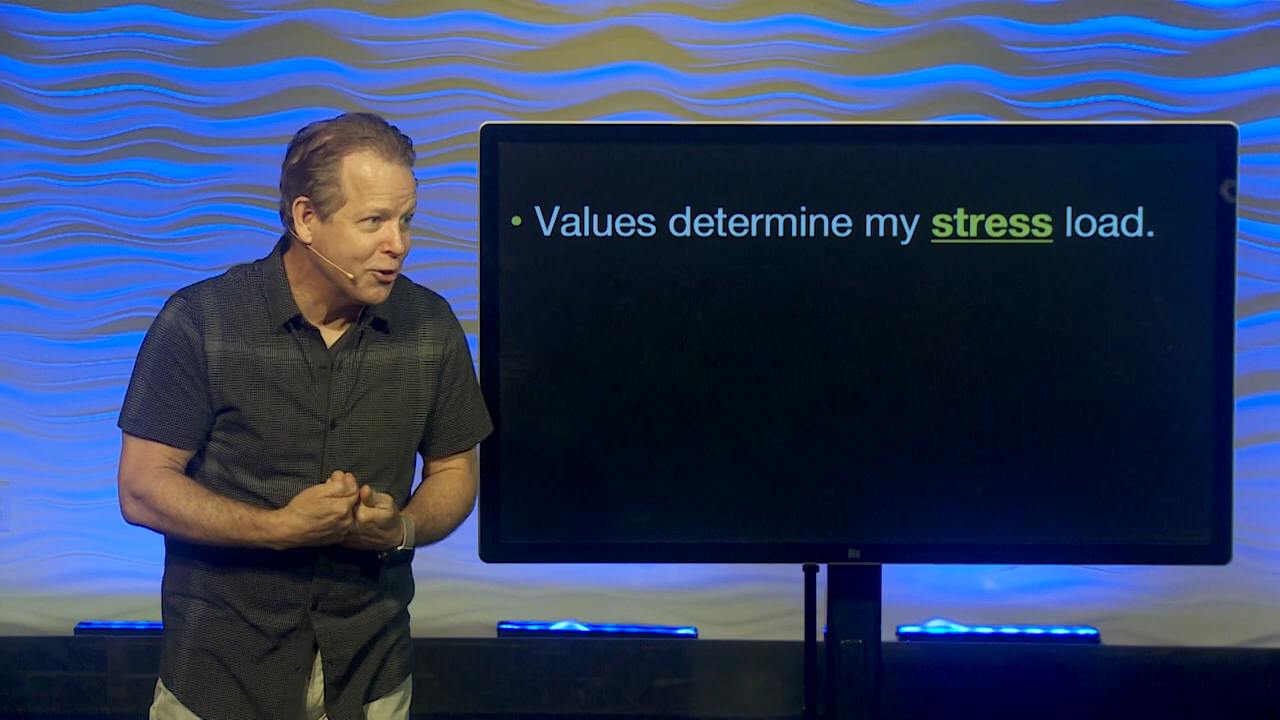 • Values determine my stress load.